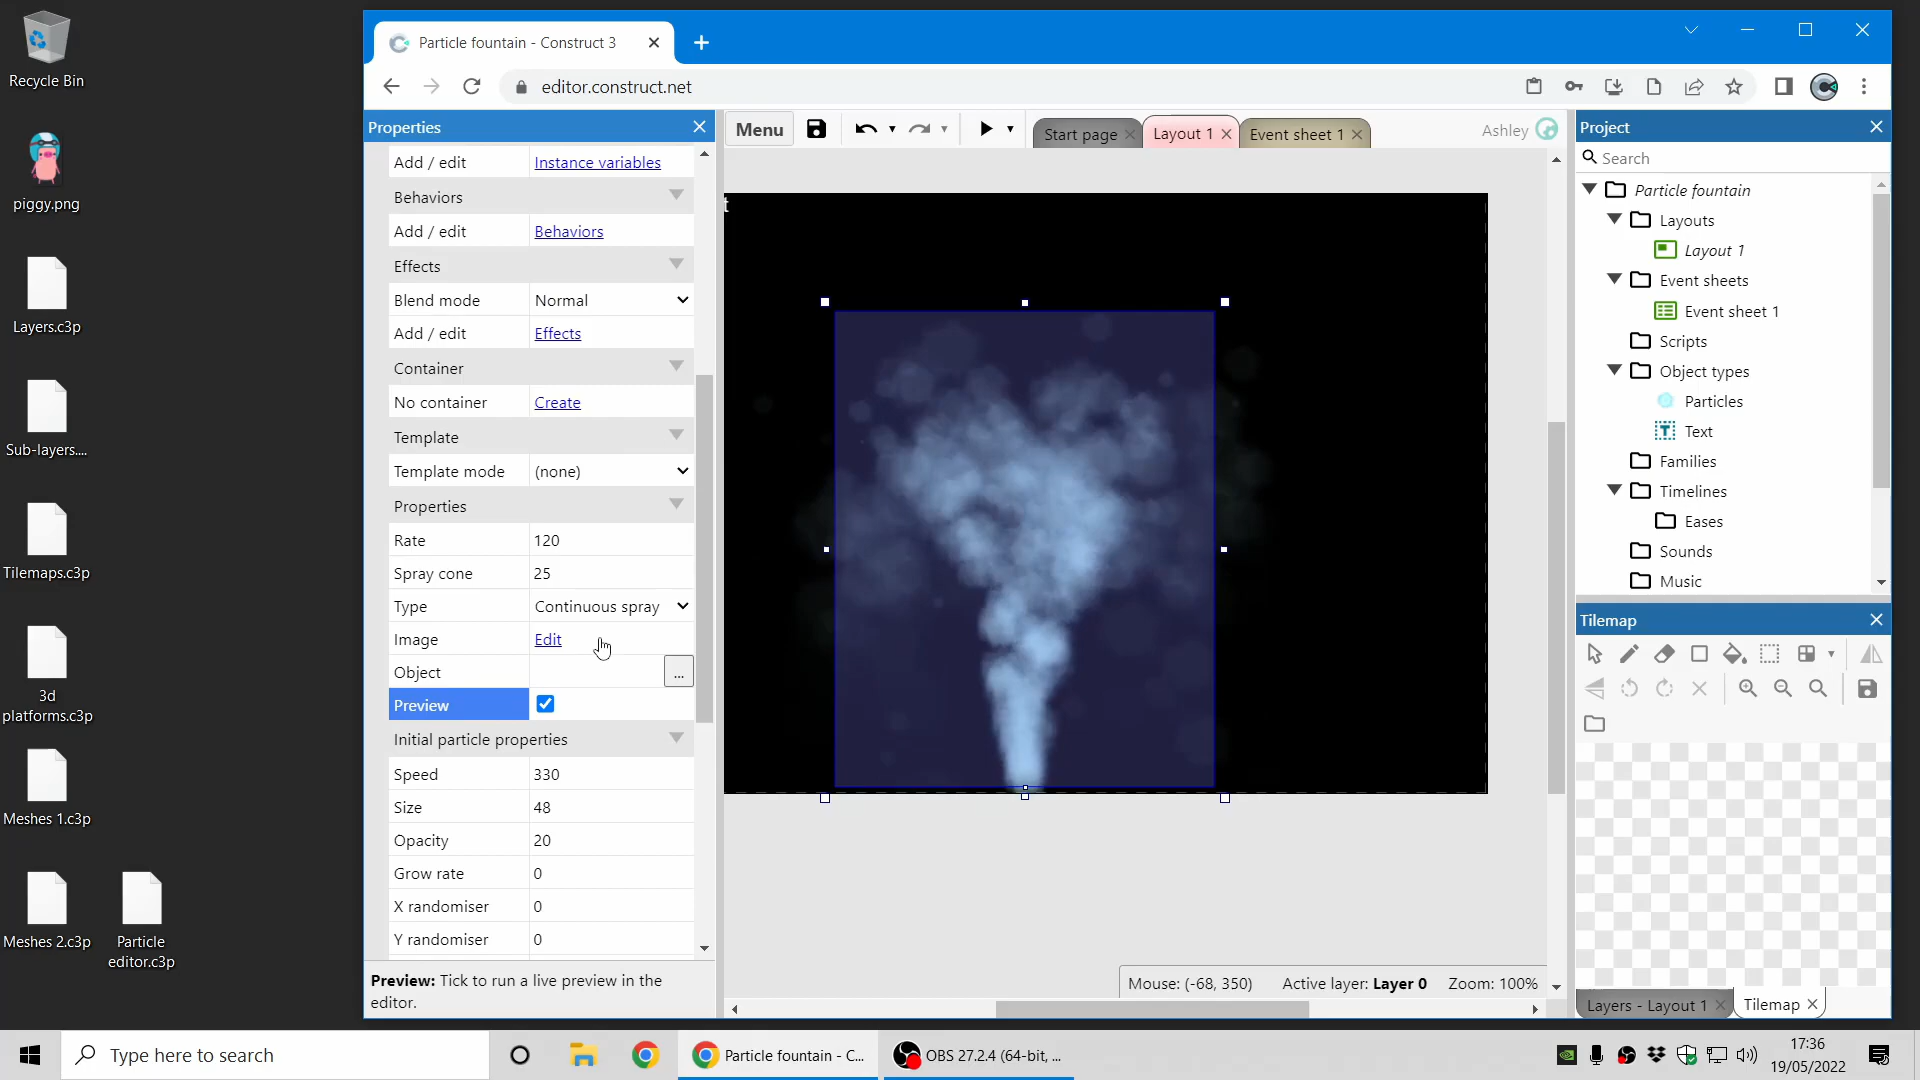 Recycle Bin
piggy.png
Layers.c3p
Sub-layers....
Tilemaps.c3p
3d
platforms.c3p
Meshes 1.c3p
Meshes 2.c3p
Particle
editor.c3p
Particle fountain - Construct 3
editor.construct.net
Properties
Add / edit Instance variables
Behaviors
Add / edit Behaviors
Effects
Blend mode Normal
Add / edit Effects
Container
No container Create
Template
Template mode (none)
Properties
Rate 120
Spray cone 25
Type Continuous spray
Image Edit
Object ...
Preview
Initial particle properties
Speed 330
Size 48
Opacity 20
Grow rate 0
X randomiser 0
Y randomiser 0
Preview: Tick to run a live preview in the
editor.
Menu
Start page
Layout 1
Event sheet 1
Ashley
t
Mouse: (-68, 350) Active layer: Layer 0 Zoom: 100%
Project
Search
Particle fountain
Layouts
Layout 1
Event sheets
Event sheet 1
Scripts
Object types
Particles
Text
Families
Timelines
Eases
Sounds
Music
Tilemap
Layers - Layout 1
Tilemap
Type here to search
Particle fountain - C...
OBS 27.2.4 (64-bit, ...
17:36
19/05/2022